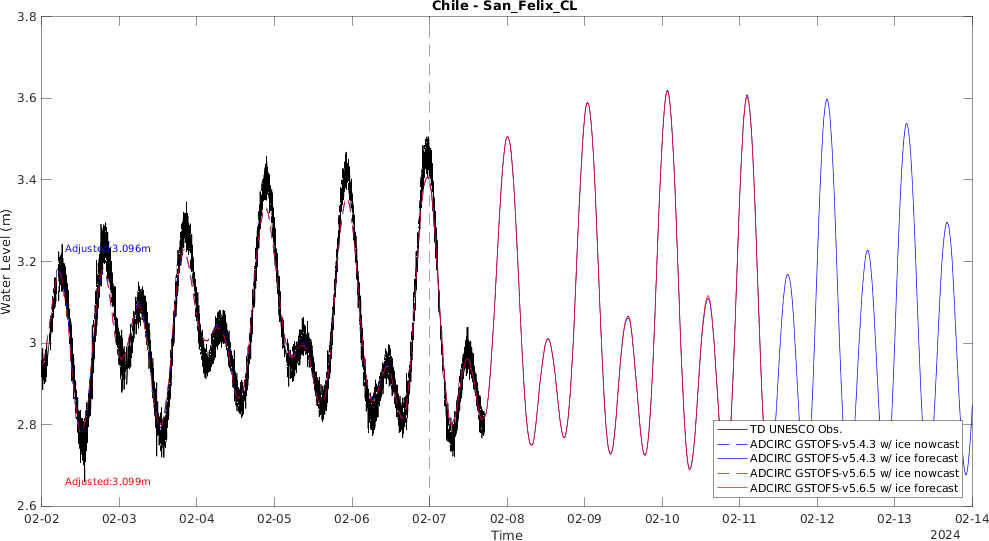 Chile - San_Felix_CL
3.8
3.6
3.4
3.2
3
2.8
2.6
Water Level (m)
Adjusted:3.096m
Adjusted:3.099m
TD UNESCO Obs.
ADCIRC GSTOFS-v5.4.3 w/ ice nowcast
ADCIRC GSTOFS-v5.4.3 w/ ice forecast
ADCIRC GSTOFS-v5.6.5 w/ ice nowcast
ADCIRC GSTOFS-v5.6.5 w/ ice forecast
02-02 02-03 02-04 02-05 02-06 02-07 02-08 02-09 02-10 02-11 02-12 02-13 02-14
Time
2024